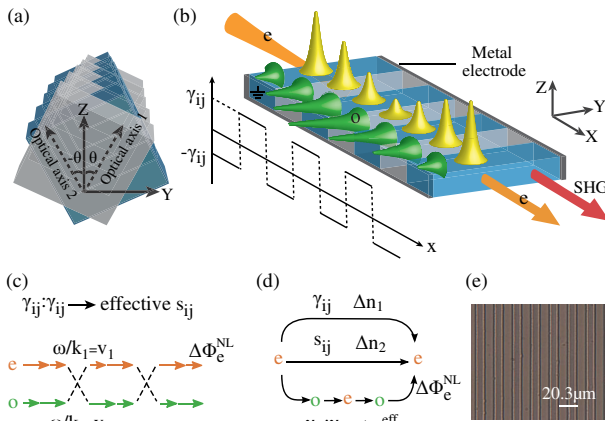 (a)
Z
Y
Optical axis 1
Optical axis 2
-θ
θ
(b)
e
o
Metal
electrode
Z
Y
X
γij
-γij
x
e
SHG
(c)
γij:γij → effective sij
e
ω/k1=v1
ΔΦeNL
o
(d)
γij Δn1
e
sij Δn2
e
o
e
o
ΔΦeNL
(e)
20.3μm